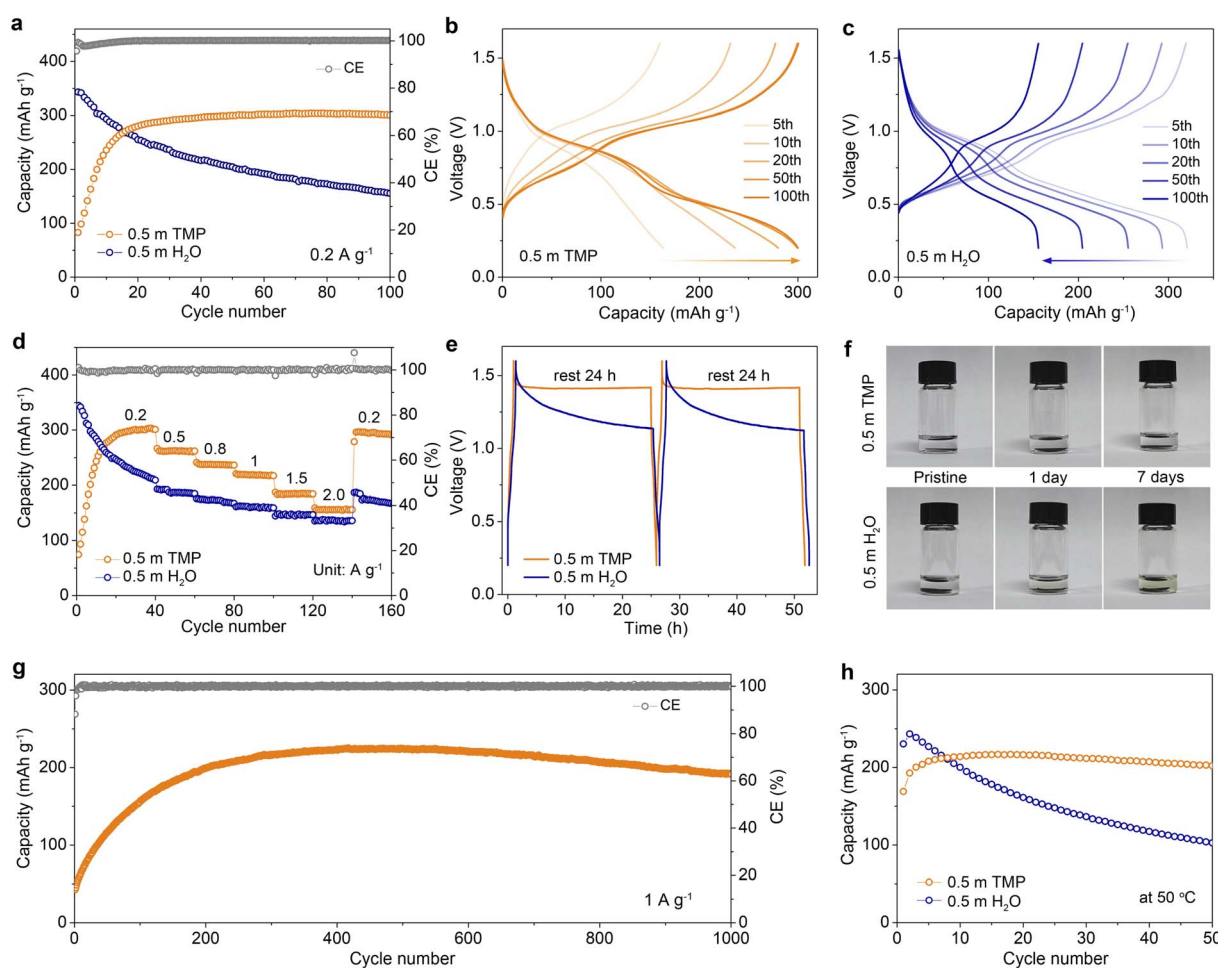 a
400
300
200
100
0
Capacity (mAh g⁻¹)
100
80
60
40
20
0
CE (%)
CE
0.5 m TMP
0.5 m H₂O
0.2 A g⁻¹
0 20 40 60 80 100
Cycle number
b
1.5
1.0
0.5
0.0
Voltage (V)
5th
10th
20th
50th
100th
0.5 m TMP
0 100 200 300
Capacity (mAh g⁻¹)
c
1.5
1.0
0.5
0.0
Voltage (V)
5th
10th
20th
50th
100th
0.5 m H₂O
0 100 200 300
Capacity (mAh g⁻¹)
d
400
300
200
100
0
Capacity (mAh g⁻¹)
100
80
60
40
20
0
CE (%)
0.2
0.5
0.8
1
1.5
2.0
0.2
0.5 m TMP
0.5 m H₂O
Unit: A g⁻¹
0 40 80 120 160
Cycle number
e
1.5
1.0
0.5
0.0
Voltage (V)
rest 24 h
rest 24 h
0.5 m TMP
0.5 m H₂O
0 10 20 30 40 50
Time (h)
f
0.5 m TMP
Pristine 1 day 7 days
0.5 m H₂O
g
300
200
100
0
Capacity (mAh g⁻¹)
100
80
60
40
20
0
CE (%)
CE
1 A g⁻¹
0 200 400 600 800 1000
Cycle number
h
300
200
100
0
Capacity (mAh g⁻¹)
0.5 m TMP
0.5 m H₂O
at 50 °C
0 10 20 30 40 50
Cycle number